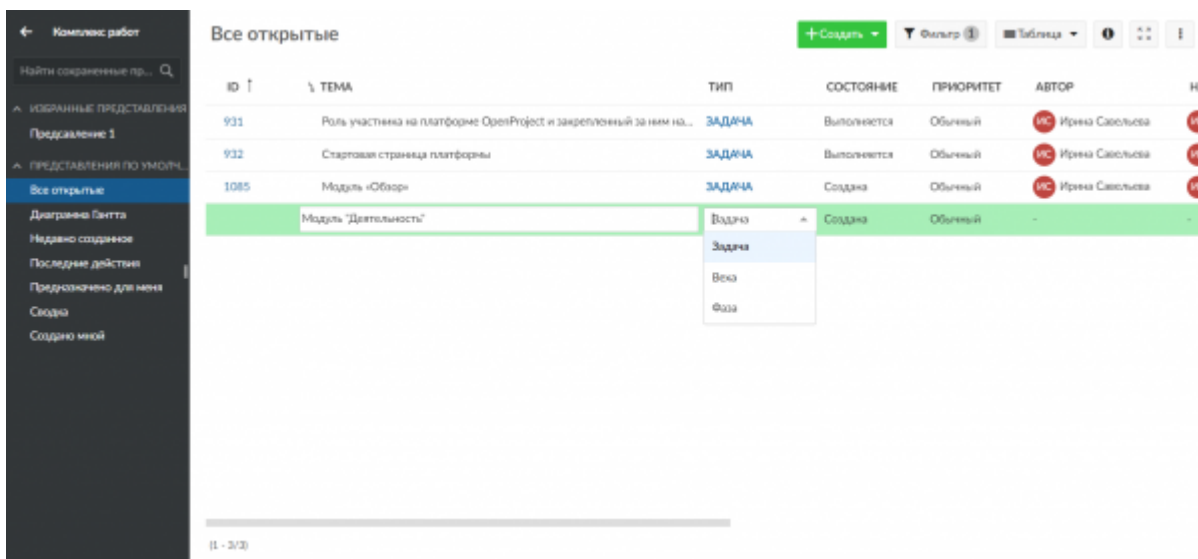 Комплекс работ
Найти сохраненные пр...
ИЗБРАННЫЕ ПРЕДСТАВЛЕНИЯ
Представление 1
ПРЕДСТАВЛЕНИЯ ПО УМОЛЧ...
Все открытые
Диаграмма Гантта
Недавно созданное
Последние действия
Предназначено для меня
Сводка
Создано мной
Все открытые
+ Создать
Фильтр 1
Таблица
ID ТЕМА ТИП СОСТОЯНИЕ ПРИОРИТЕТ АВТОР Н
931 Роль участника на платформе OpenProject и закрепленный за ним на... ЗАДАЧА Выполняется Обычный ИС Ирина Савельева
932 Стартовая страница платформы ЗАДАЧА Выполняется Обычный ИС Ирина Савельева
1085 Модуль «Обзор» ЗАДАЧА Создана Обычный ИС Ирина Савельева
Модуль "Деятельность" Задача Создана Обычный - -
Задача
Веха
Фаза
(1 - 3/3)